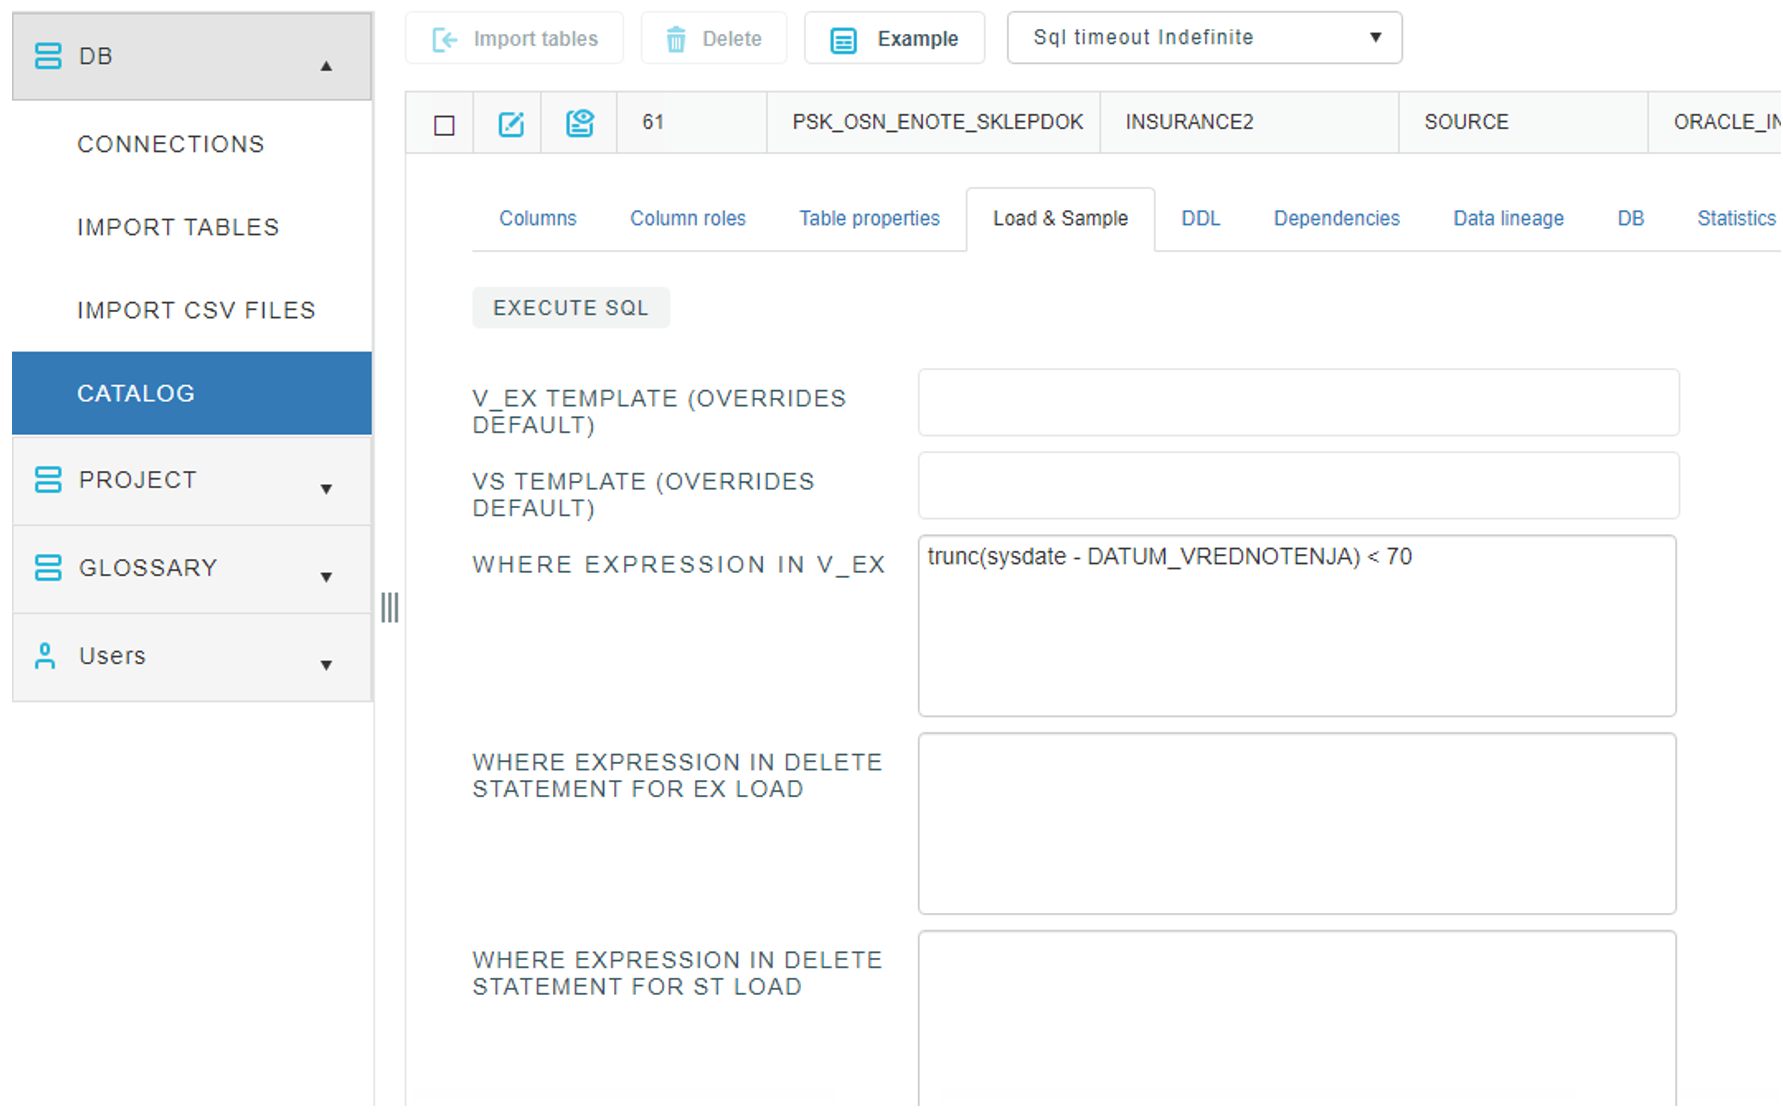 DB
CONNECTIONS
IMPORT TABLES
IMPORT CSV FILES
CATALOG
PROJECT
GLOSSARY
Users
Import tables
Delete
Example
Sql timeout Indefinite
61 PSK_OSN_ENOTE_SKLEPDOK INSURANCE2 SOURCE ORACLE_IN
Columns Column roles Table properties Load & Sample DDL Dependencies Data lineage DB Statistics
EXECUTE SQL
V_EX TEMPLATE (OVERRIDES
DEFAULT)
VS TEMPLATE (OVERRIDES
DEFAULT)
WHERE EXPRESSION IN V_EX
trunc(sysdate - DATUM_VREDNOTENJA) < 70
WHERE EXPRESSION IN DELETE
STATEMENT FOR EX LOAD
WHERE EXPRESSION IN DELETE
STATEMENT FOR ST LOAD